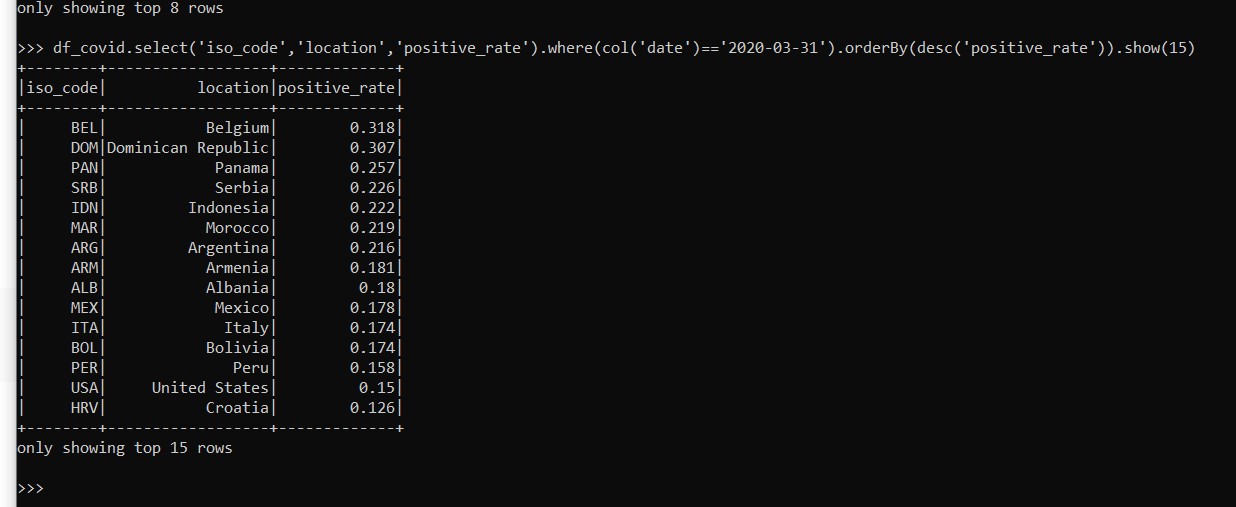 only showing top 8 rows
>>> df_covid.select('iso_code','location','positive_rate').where(col('date')=='2020-03-31').orderBy(desc('positive_rate')).show(15)
+--------+------------------+-------------+
|iso_code|          location|positive_rate|
+--------+------------------+-------------+
|     BEL|           Belgium|        0.318|
|     DOM|Dominican Republic|        0.307|
|     PAN|            Panama|        0.257|
|     SRB|            Serbia|        0.226|
|     IDN|         Indonesia|        0.222|
|     MAR|           Morocco|        0.219|
|     ARG|         Argentina|        0.216|
|     ARM|           Armenia|        0.181|
|     ALB|           Albania|         0.18|
|     MEX|            Mexico|        0.178|
|     ITA|             Italy|        0.174|
|     BOL|           Bolivia|        0.174|
|     PER|              Peru|        0.158|
|     USA|     United States|         0.15|
|     HRV|           Croatia|        0.126|
+--------+------------------+-------------+
only showing top 15 rows
>>>